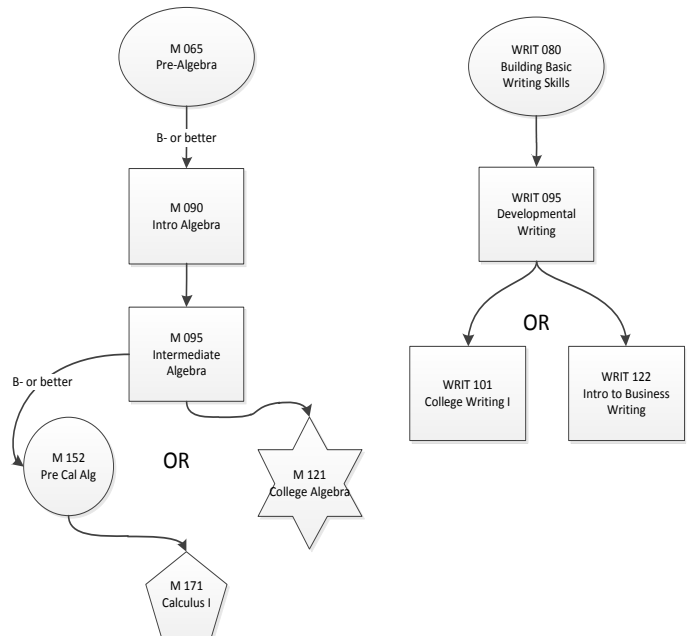 M 065
Pre-Algebra
B- or better
M 090
Intro Algebra
M 095
Intermediate
Algebra
B- or better
M 152
Pre Cal Alg
OR
M 121
College Algebra
M 171
Calculus I
WRIT 080
Building Basic
Writing Skills
WRIT 095
Developmental
Writing
OR
WRIT 101
College Writing I
WRIT 122
Intro to Business
Writing